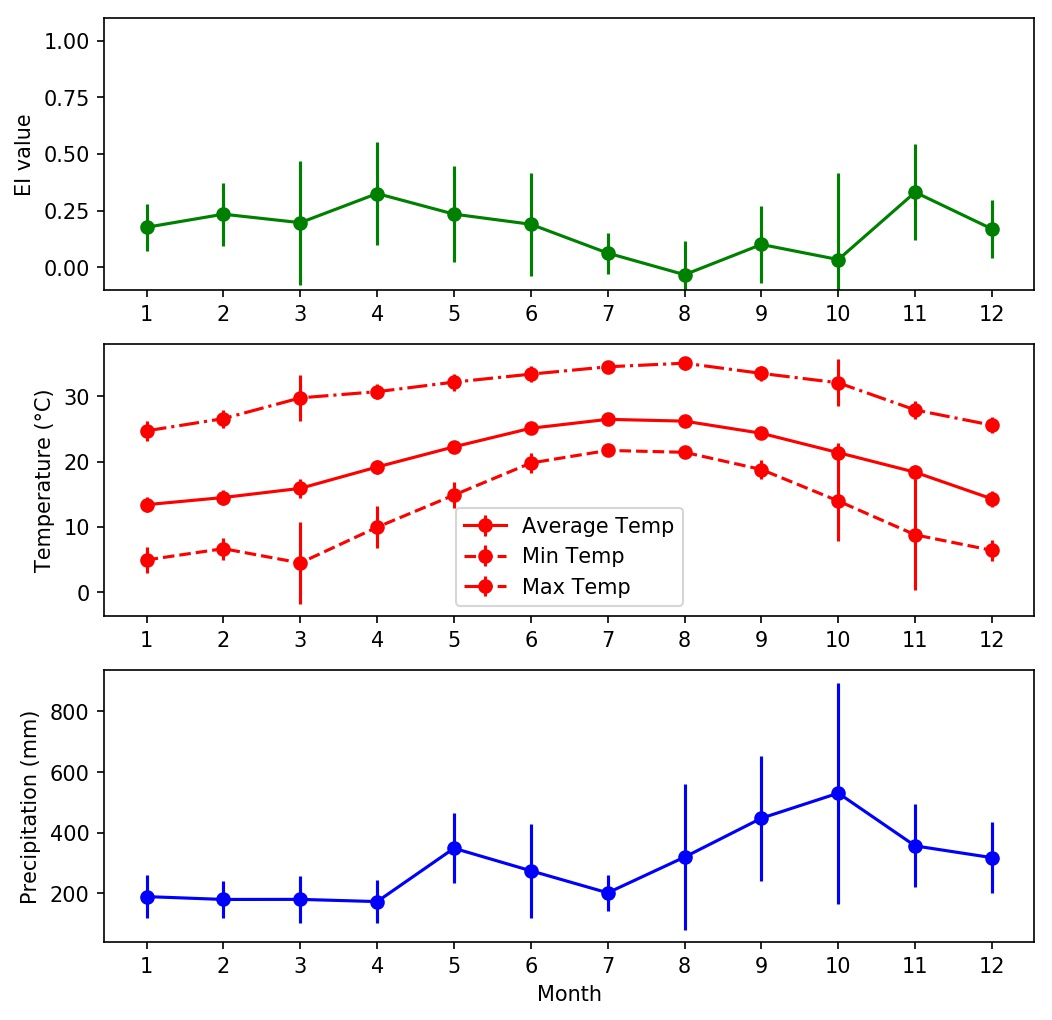 EI value
1.00
0.75
0.50
0.25
0.00
1 2 3 4 5 6 7 8 9 10 11 12
Temperature (°C)
30
20
10
0
Average Temp
Min Temp
Max Temp
1 2 3 4 5 6 7 8 9 10 11 12
Precipitation (mm)
800
600
400
200
1 2 3 4 5 6 7 8 9 10 11 12
Month